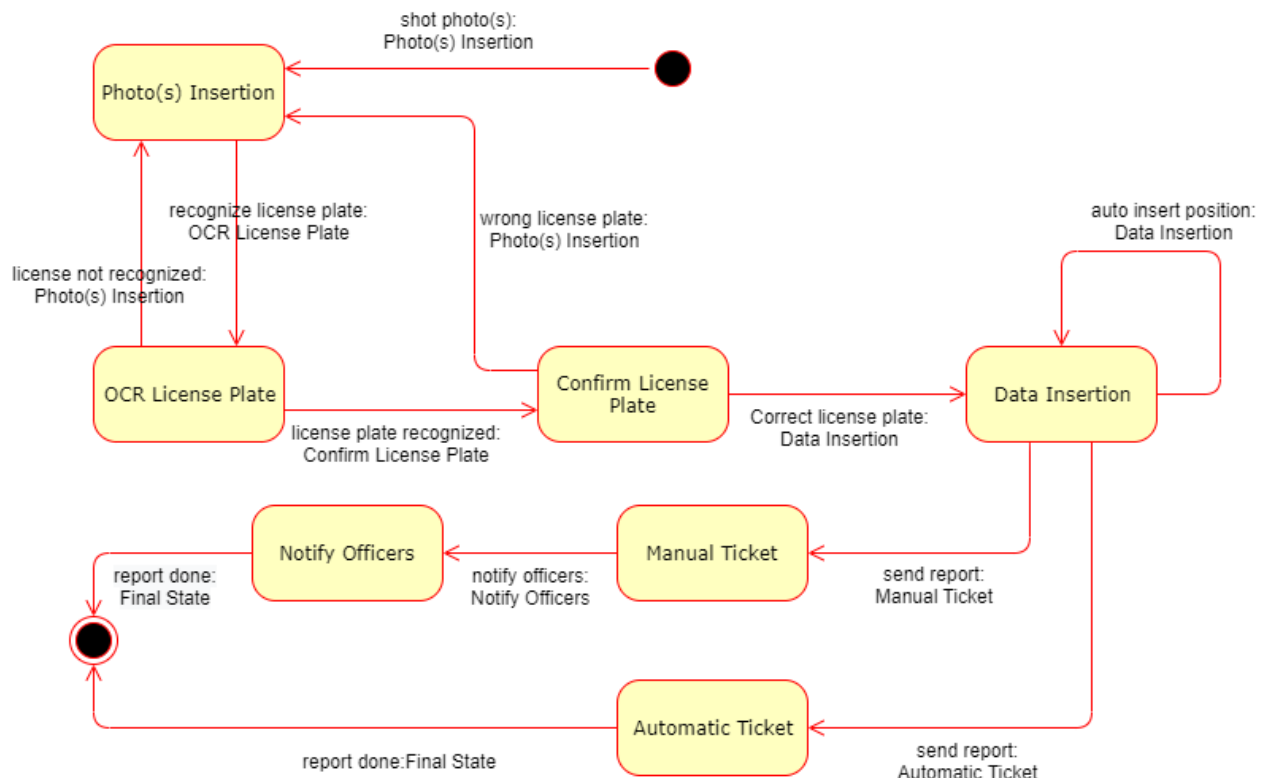 shot photo(s):
Photo(s) Insertion
Photo(s) Insertion
recognize license plate:
OCR License Plate
wrong license plate:
Photo(s) Insertion
auto insert position:
Data Insertion
license not recognized:
Photo(s) Insertion
OCR License Plate
Confirm License
Plate
Data Insertion
license plate recognized:
Confirm License Plate
Correct license plate:
Data Insertion
Notify Officers
Manual Ticket
report done:
Final State
notify officers:
Notify Officers
send report:
Manual Ticket
Automatic Ticket
report done:Final State
send report:
Automatic Ticket